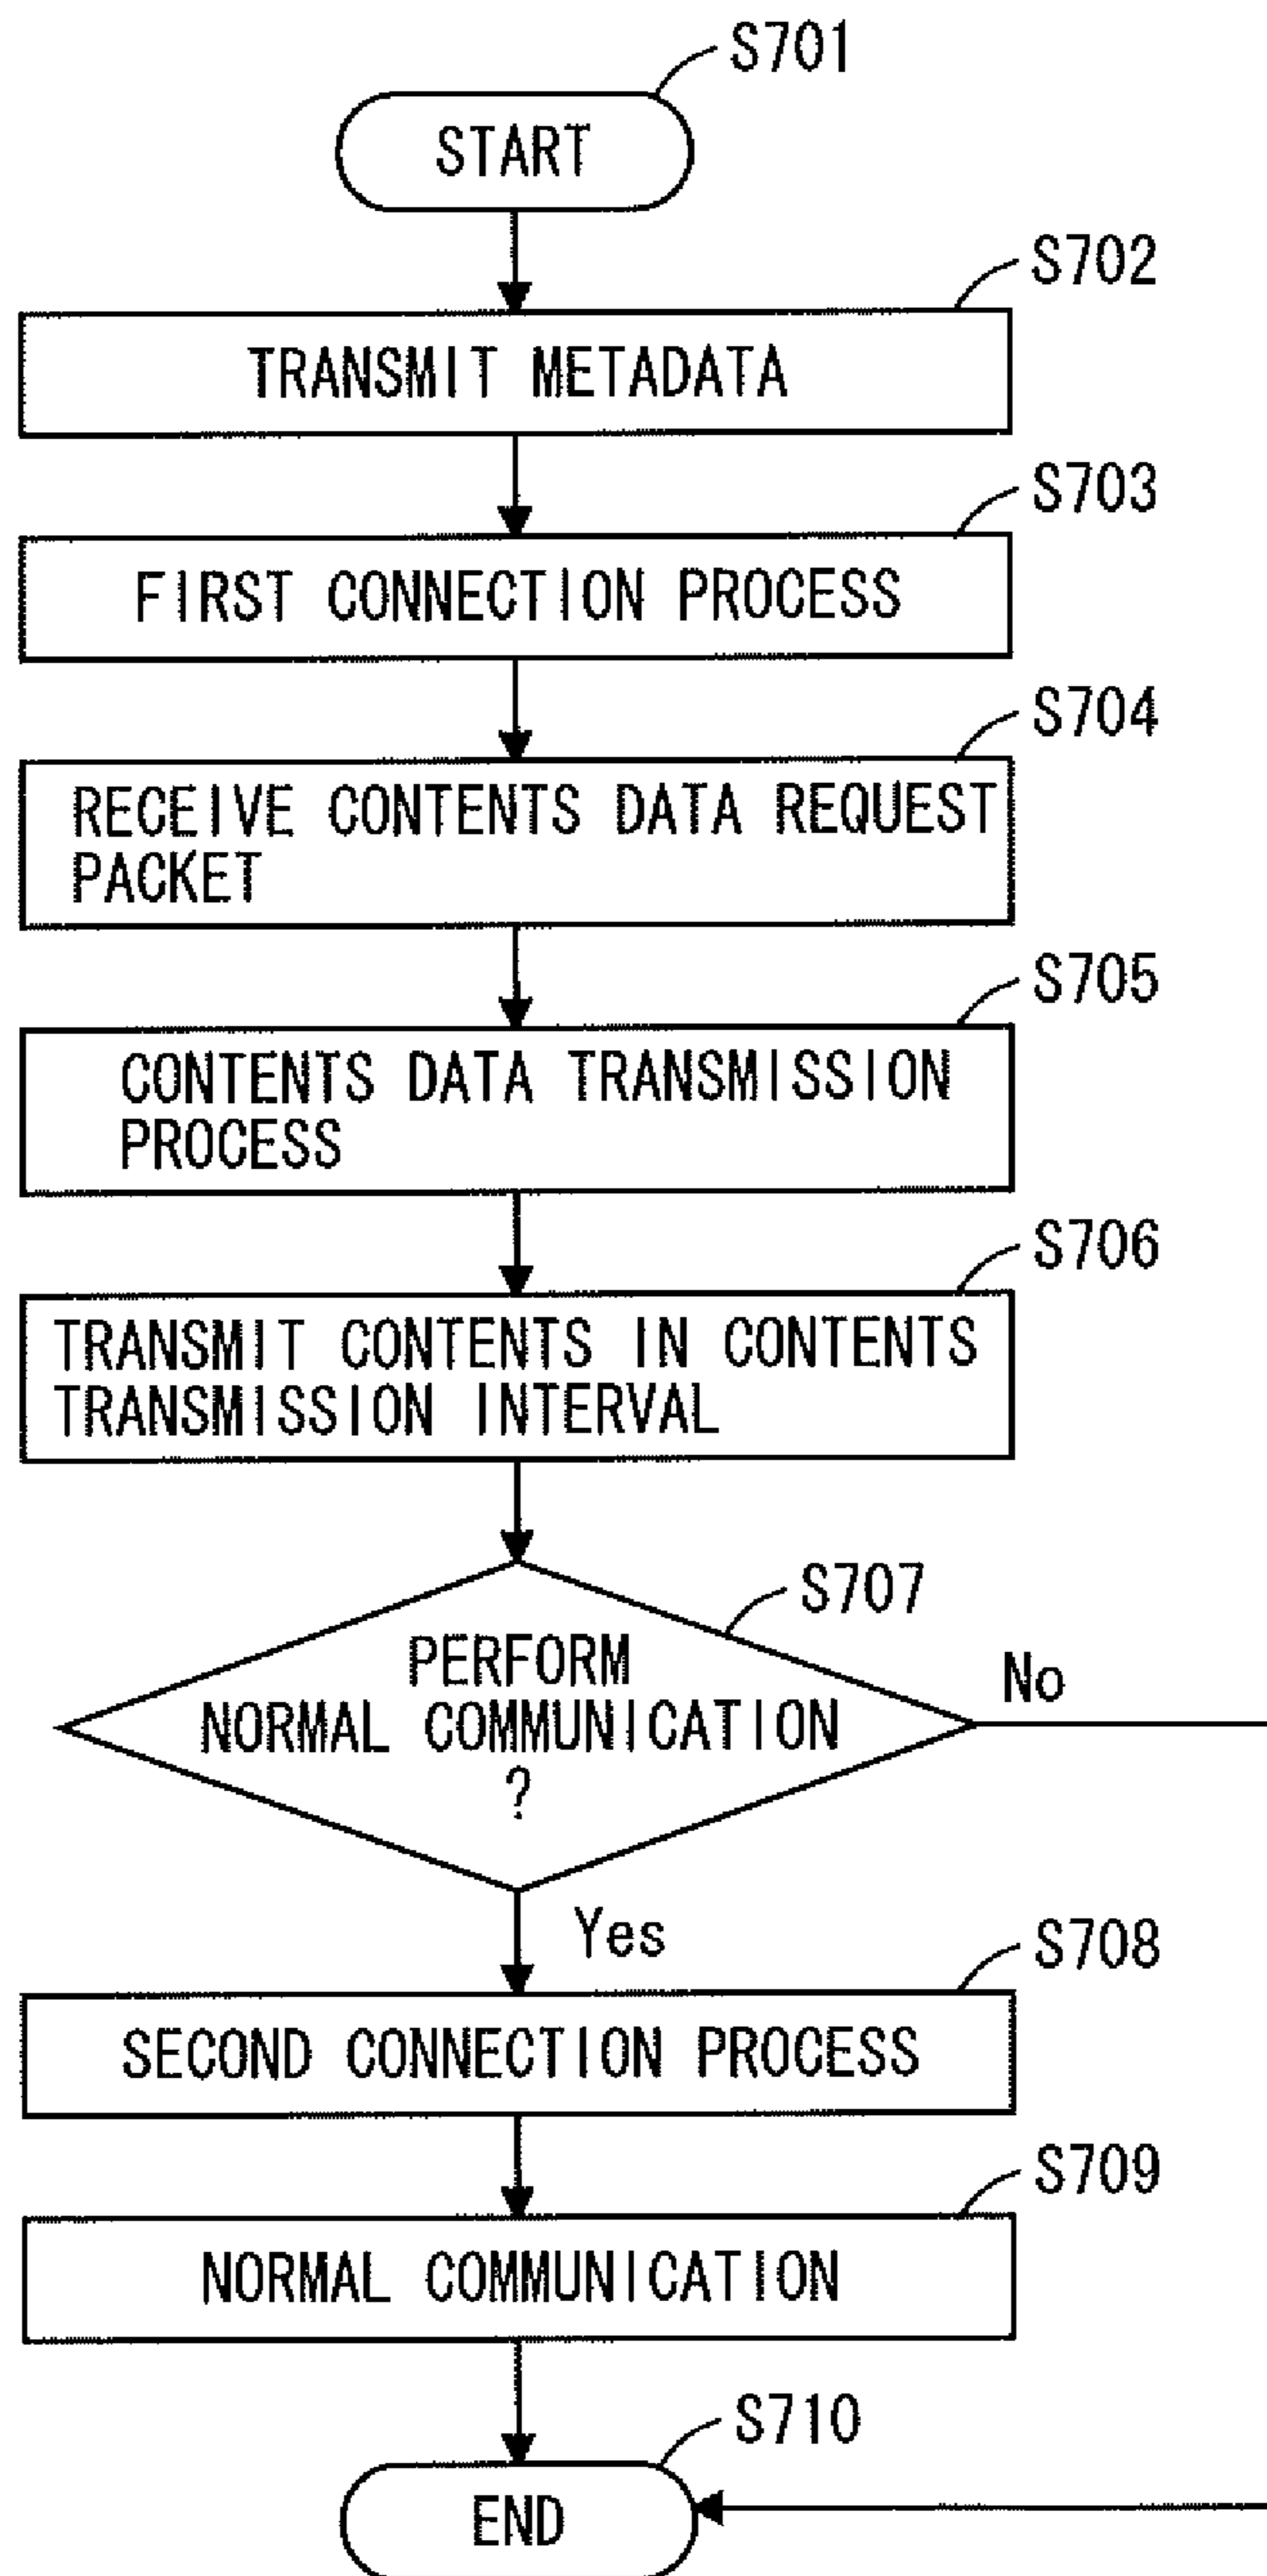 S701
START
S702
TRANSMIT METADATA
S703
FIRST CONNECTION PROCESS
S704
RECEIVE CONTENTS DATA REQUEST
PACKET
S705
CONTENTS DATA TRANSMISSION
PROCESS
S706
TRANSMIT CONTENTS IN CONTENTS
TRANSMISSION INTERVAL
S707
PERFORM
NORMAL COMMUNICATION
?
No
Yes
S708
SECOND CONNECTION PROCESS
S709
NORMAL COMMUNICATION
S710
END